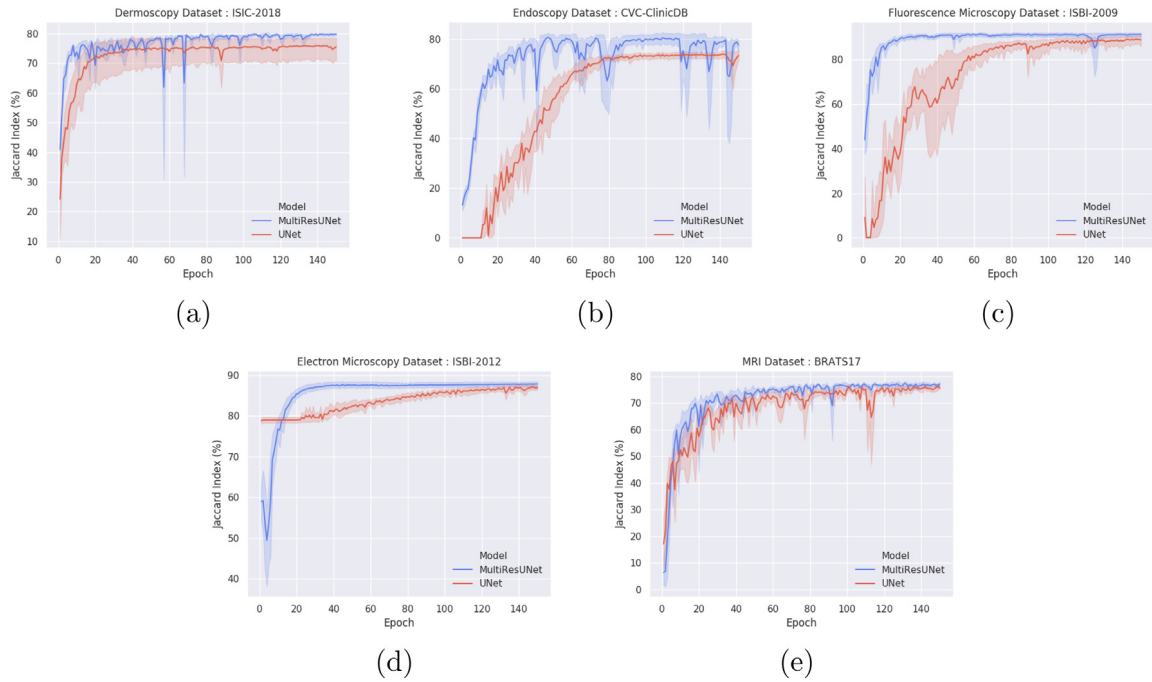 Dermoscopy Dataset : ISIC-2018
Jaccard Index (%)
80
70
60
50
40
30
20
10
0 20 40 60 80 100 120 140
Epoch
Model
MultiResUNet
UNet
(a)
Endoscopy Dataset : CVC-ClinicDB
Jaccard Index (%)
80
60
40
20
0
0 20 40 60 80 100 120 140
Epoch
Model
MultiResUNet
UNet
(b)
Fluorescence Microscopy Dataset : ISBI-2009
Jaccard Index (%)
80
60
40
20
0
0 20 40 60 80 100 120 140
Epoch
Model
MultiResUNet
UNet
(c)
Electron Microscopy Dataset : ISBI-2012
Jaccard Index (%)
90
80
70
60
50
40
0 20 40 60 80 100 120 140
Epoch
Model
MultiResUNet
UNet
(d)
MRI Dataset : BRATS17
Jaccard Index (%)
80
70
60
50
40
30
20
10
0
0 20 40 60 80 100 120 140
Epoch
Model
MultiResUNet
UNet
(e)